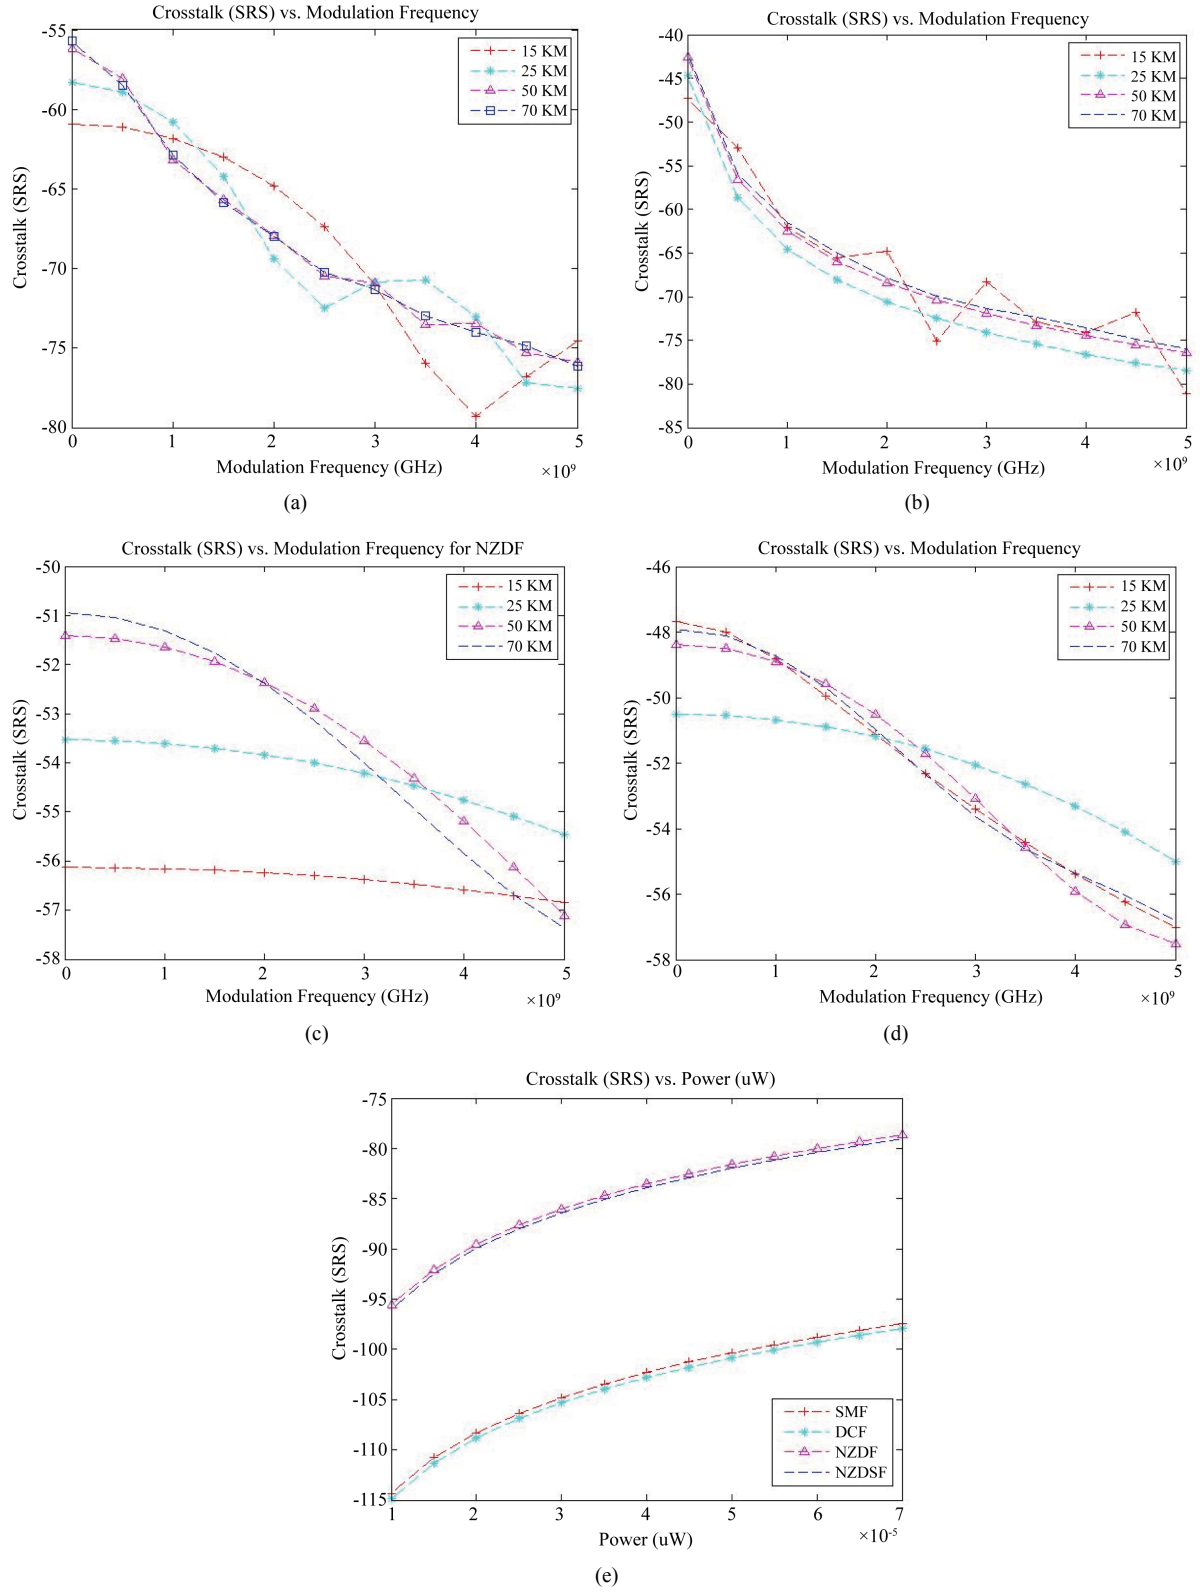 Crosstalk (SRS) vs. Modulation Frequency
-55
-60
-65
-70
-75
-80
Crosstalk (SRS)
15 KM
25 KM
50 KM
70 KM
0 1 2 3 4 5
Modulation Frequency (GHz)
×10⁹
(a)
Crosstalk (SRS) vs. Modulation Frequency
-40
-45
-50
-55
-60
-65
-70
-75
-80
-85
Crosstalk (SRS)
15 KM
25 KM
50 KM
70 KM
0 1 2 3 4 5
Modulation Frequency (GHz)
×10⁹
(b)
Crosstalk (SRS) vs. Modulation Frequency for NZDF
-50
-51
-52
-53
-54
-55
-56
-57
-58
Crosstalk (SRS)
15 KM
25 KM
50 KM
70 KM
0 1 2 3 4 5
Modulation Frequency (GHz)
×10⁹
(c)
Crosstalk (SRS) vs. Modulation Frequency
-46
-48
-50
-52
-54
-56
-58
Crosstalk (SRS)
15 KM
25 KM
50 KM
70 KM
0 1 2 3 4 5
Modulation Frequency (GHz)
×10⁹
(d)
Crosstalk (SRS) vs. Power (uW)
-75
-80
-85
-90
-95
-100
-105
-110
-115
Crosstalk (SRS)
SMF
DCF
NZDF
NZDSF
1 2 3 4 5 6 7
Power (uW)
×10⁻⁵
(e)